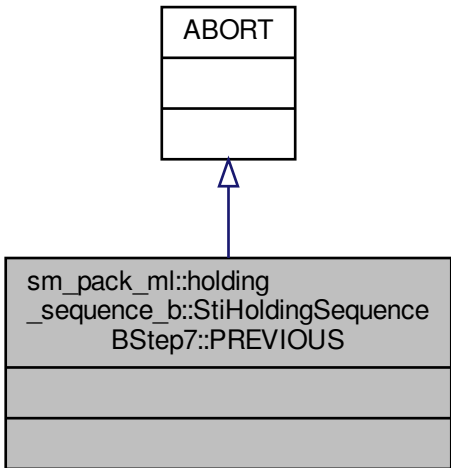 ABORT
sm_pack_ml::holding
_sequence_b::StiHoldingSequence
BStep7::PREVIOUS